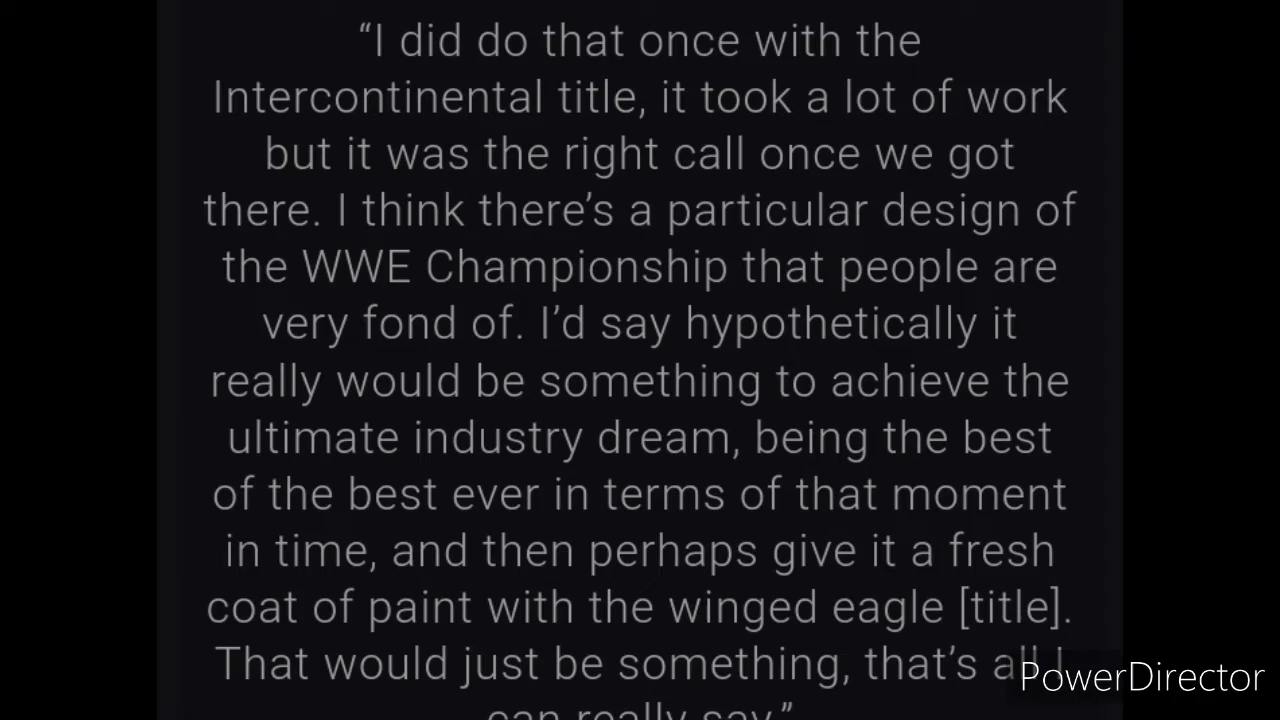 “I did do that once with the
Intercontinental title, it took a lot of work
but it was the right call once we got
there. I think there’s a particular design of
the WWE Championship that people are
very fond of. I’d say hypothetically it
really would be something to achieve the
ultimate industry dream, being the best
of the best ever in terms of that moment
in time, and then perhaps give it a fresh
coat of paint with the winged eagle [title].
That would just be something, that’s all I
can really say.”
PowerDirector